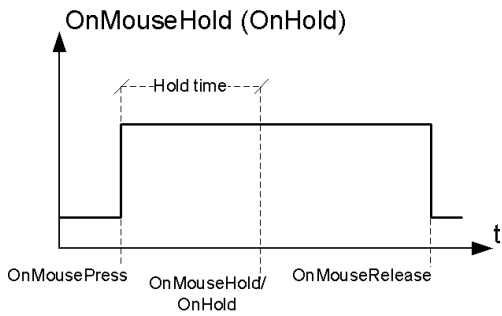 OnMouseHold (OnHold)
Hold time
t
OnMousePress
OnMouseHold/
OnHold
OnMouseRelease